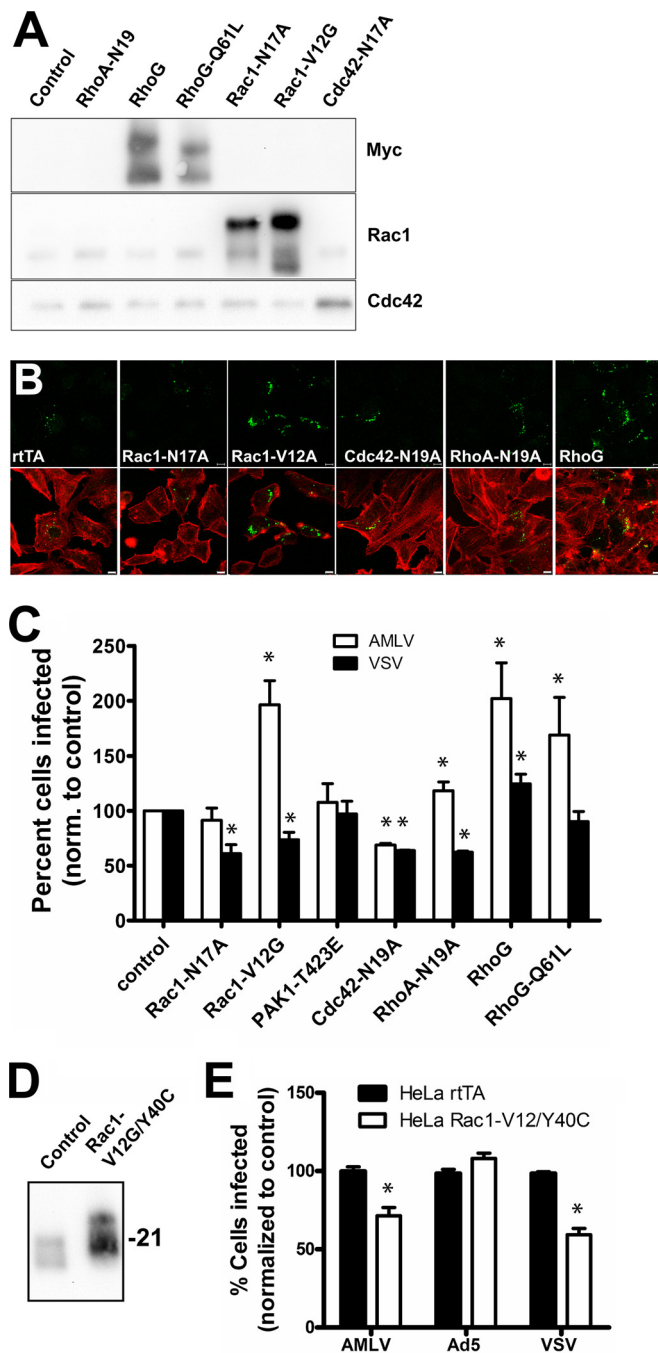 A
Control
RhoA-N19
RhoG
RhoG-Q61L
Rac1-N17A
Rac1-V12G
Cdc42-N17A
Myc
Rac1
Cdc42
B
rtTA
Rac1-N17A
Rac1-V12A
Cdc42-N19A
RhoA-N19A
RhoG
C
Percent cells infected
(norm. to control)
250
200
150
100
50
0
AMLV
VSV
* * * * * * * * * *
control
Rac1-N17A
Rac1-V12G
PAK1-T423E
Cdc42-N19A
RhoA-N19A
RhoG
RhoG-Q61L
D
Control
Rac1-
V12G/Y40C
-21
E
% Cells infected
(normalized to control)
150
100
50
0
HeLa rtTA
HeLa Rac1-V12/Y40C
* *
AMLV
Ad5
VSV